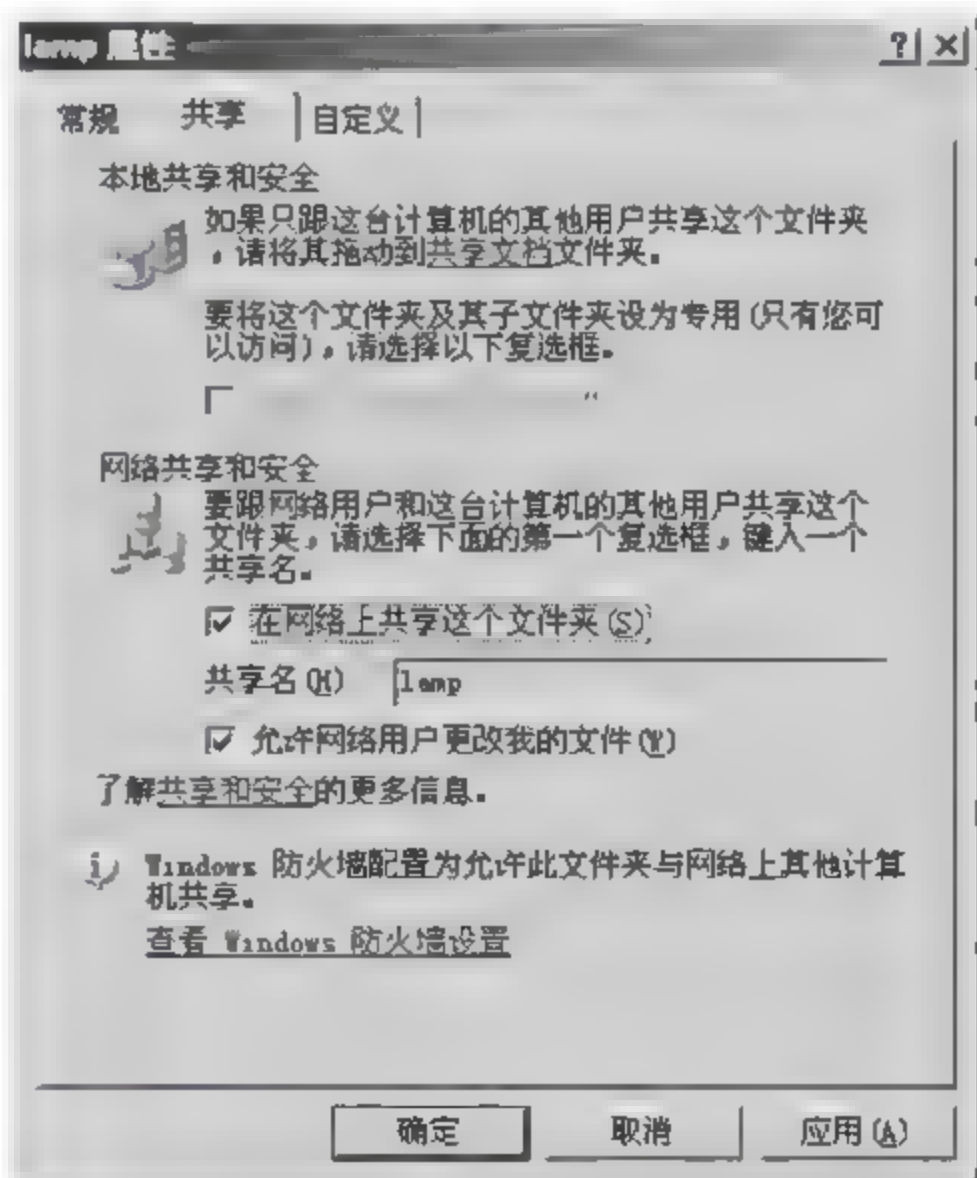 lamp 属性
常规 共享 自定义
本地共享和安全
如果只跟这台计算机的其他用户共享这个文件夹
，请将其拖动到共享文档文件夹。
要将这个文件夹及其子文件夹设为专用(只有您可
以访问)，请选择以下复选框。
网络共享和安全
要跟网络用户和这台计算机的其他用户共享这个
文件夹，请选择下面的第一个复选框，键入一个
共享名。
在网络上共享这个文件夹(S)
共享名(H) lamp
允许网络用户更改我的文件(W)
了解共享和安全的更多信息。
Windows 防火墙配置为允许此文件夹与网络上其他计算
机共享。
查看 Windows 防火墙设置
确定 取消 应用(A)